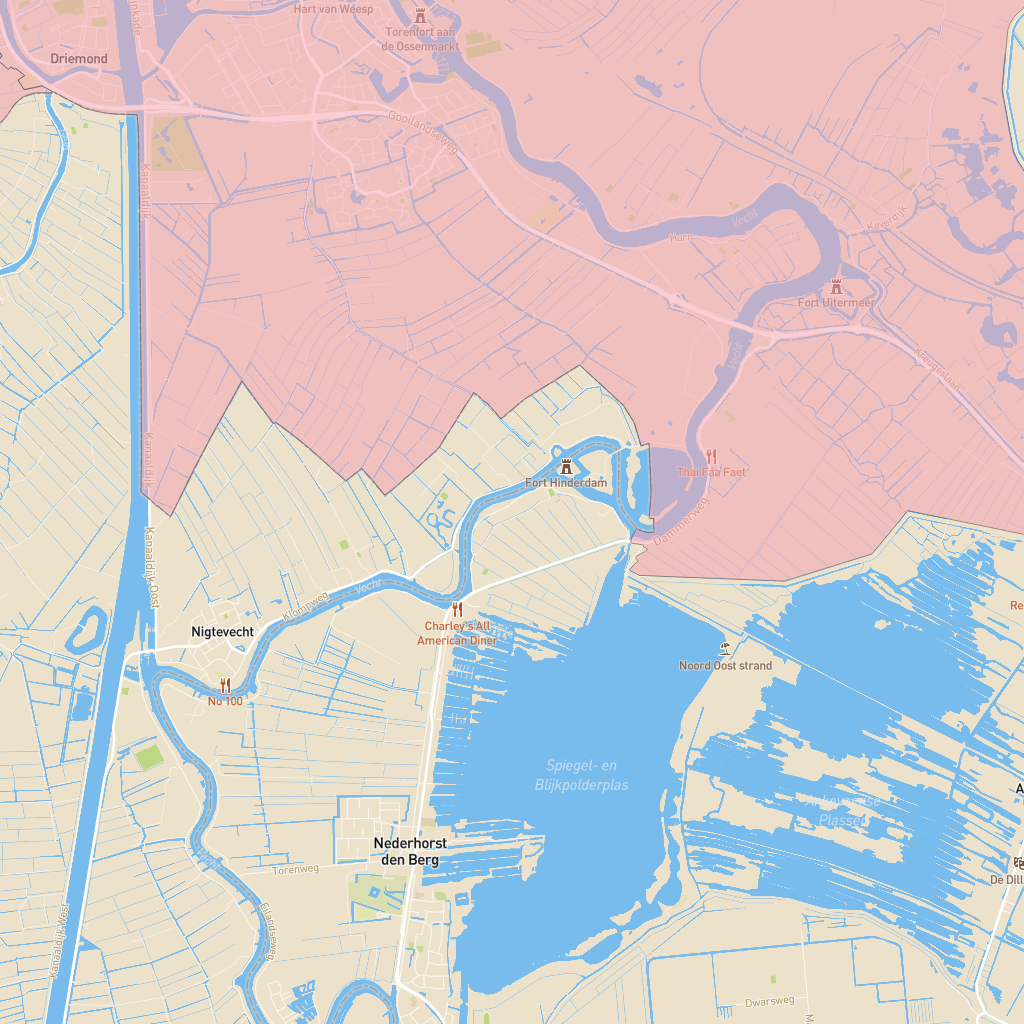 Hart van Weesp
Torenfort aan
de Ossenmarkt
Driemond
Gooilandseweg
Kanaaldijk
Vecht
Horn
Keverdijk
Fort Uitermeer
Vecht
Keugeslaan
Kanaaldijk
Thai Faa Faet
Fort Hinderdam
Dammerweg
Kanaaldijk-Oost
Vecht
Klompweg
Nigtevecht
Charley's All
American Diner
Re
Noord Oost strand
No 100
Spiegel- en
Blijkpolderplas
Ankeveense
Plassen
A
Nederhorst
den Berg
Torenweg
De Dill
Eilandseweg
Kanaaldijk-West
Dwarsweg